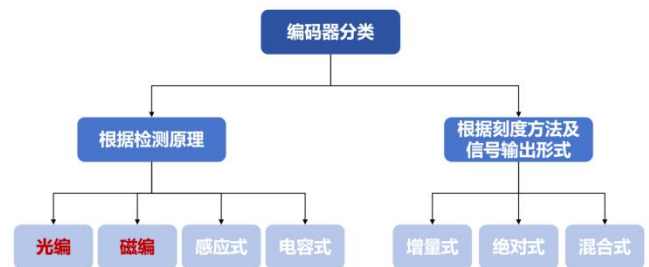 编码器分类
根据检测原理
根据刻度方法及
信号输出形式
光编
磁编
感应式
电容式
增量式
绝对式
混合式